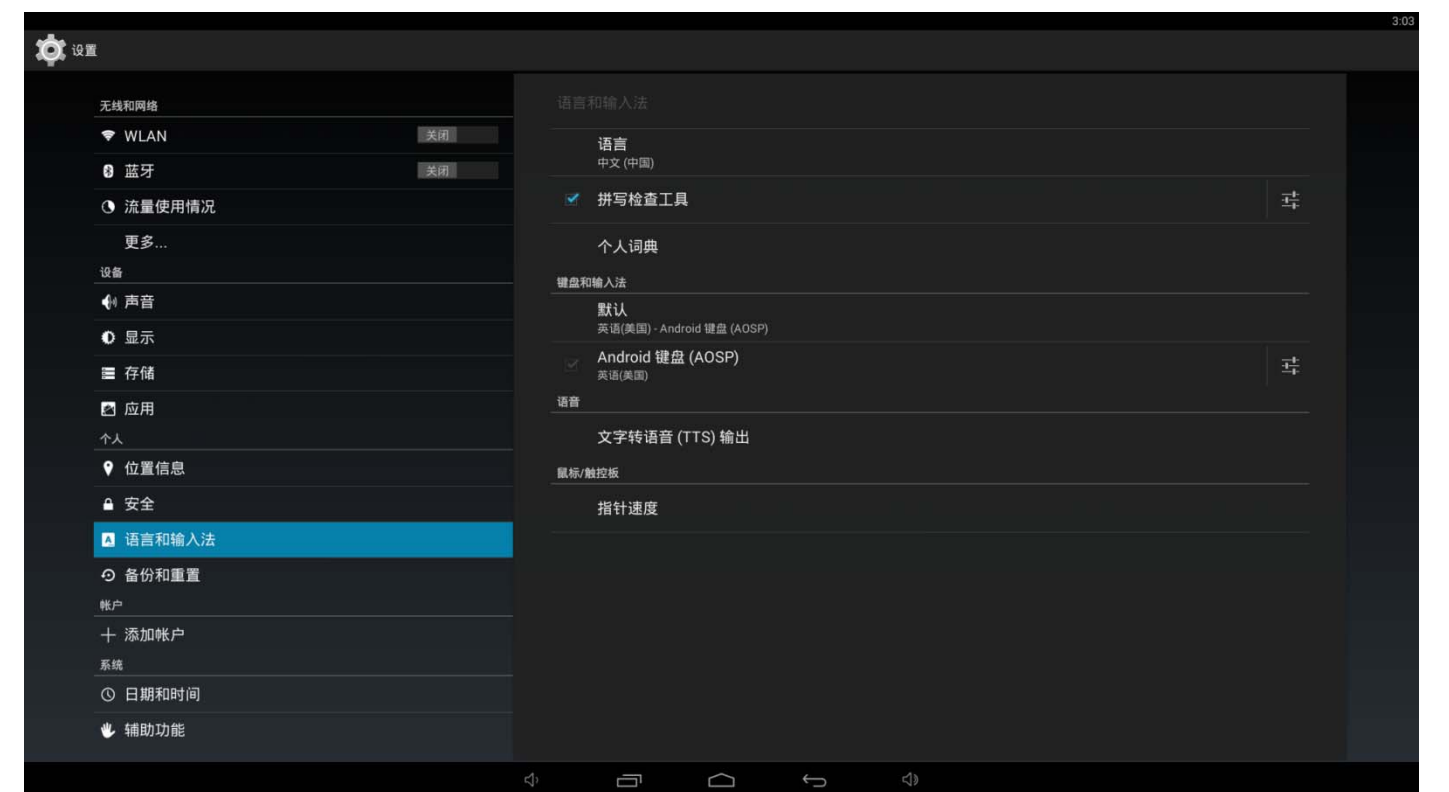 3:03
设置
无线和网络
WLAN
关闭
蓝牙
关闭
流量使用情况
更多...
设备
声音
显示
存储
应用
个人
位置信息
安全
语言和输入法
备份和重置
帐户
添加帐户
系统
日期和时间
辅助功能
语言和输入法
语言
中文 (中国)
拼写检查工具
个人词典
键盘和输入法
默认
英语(美国) - Android 键盘 (AOSP)
Android 键盘 (AOSP)
英语(美国)
语音
文字转语音 (TTS) 输出
鼠标/触控板
指针速度